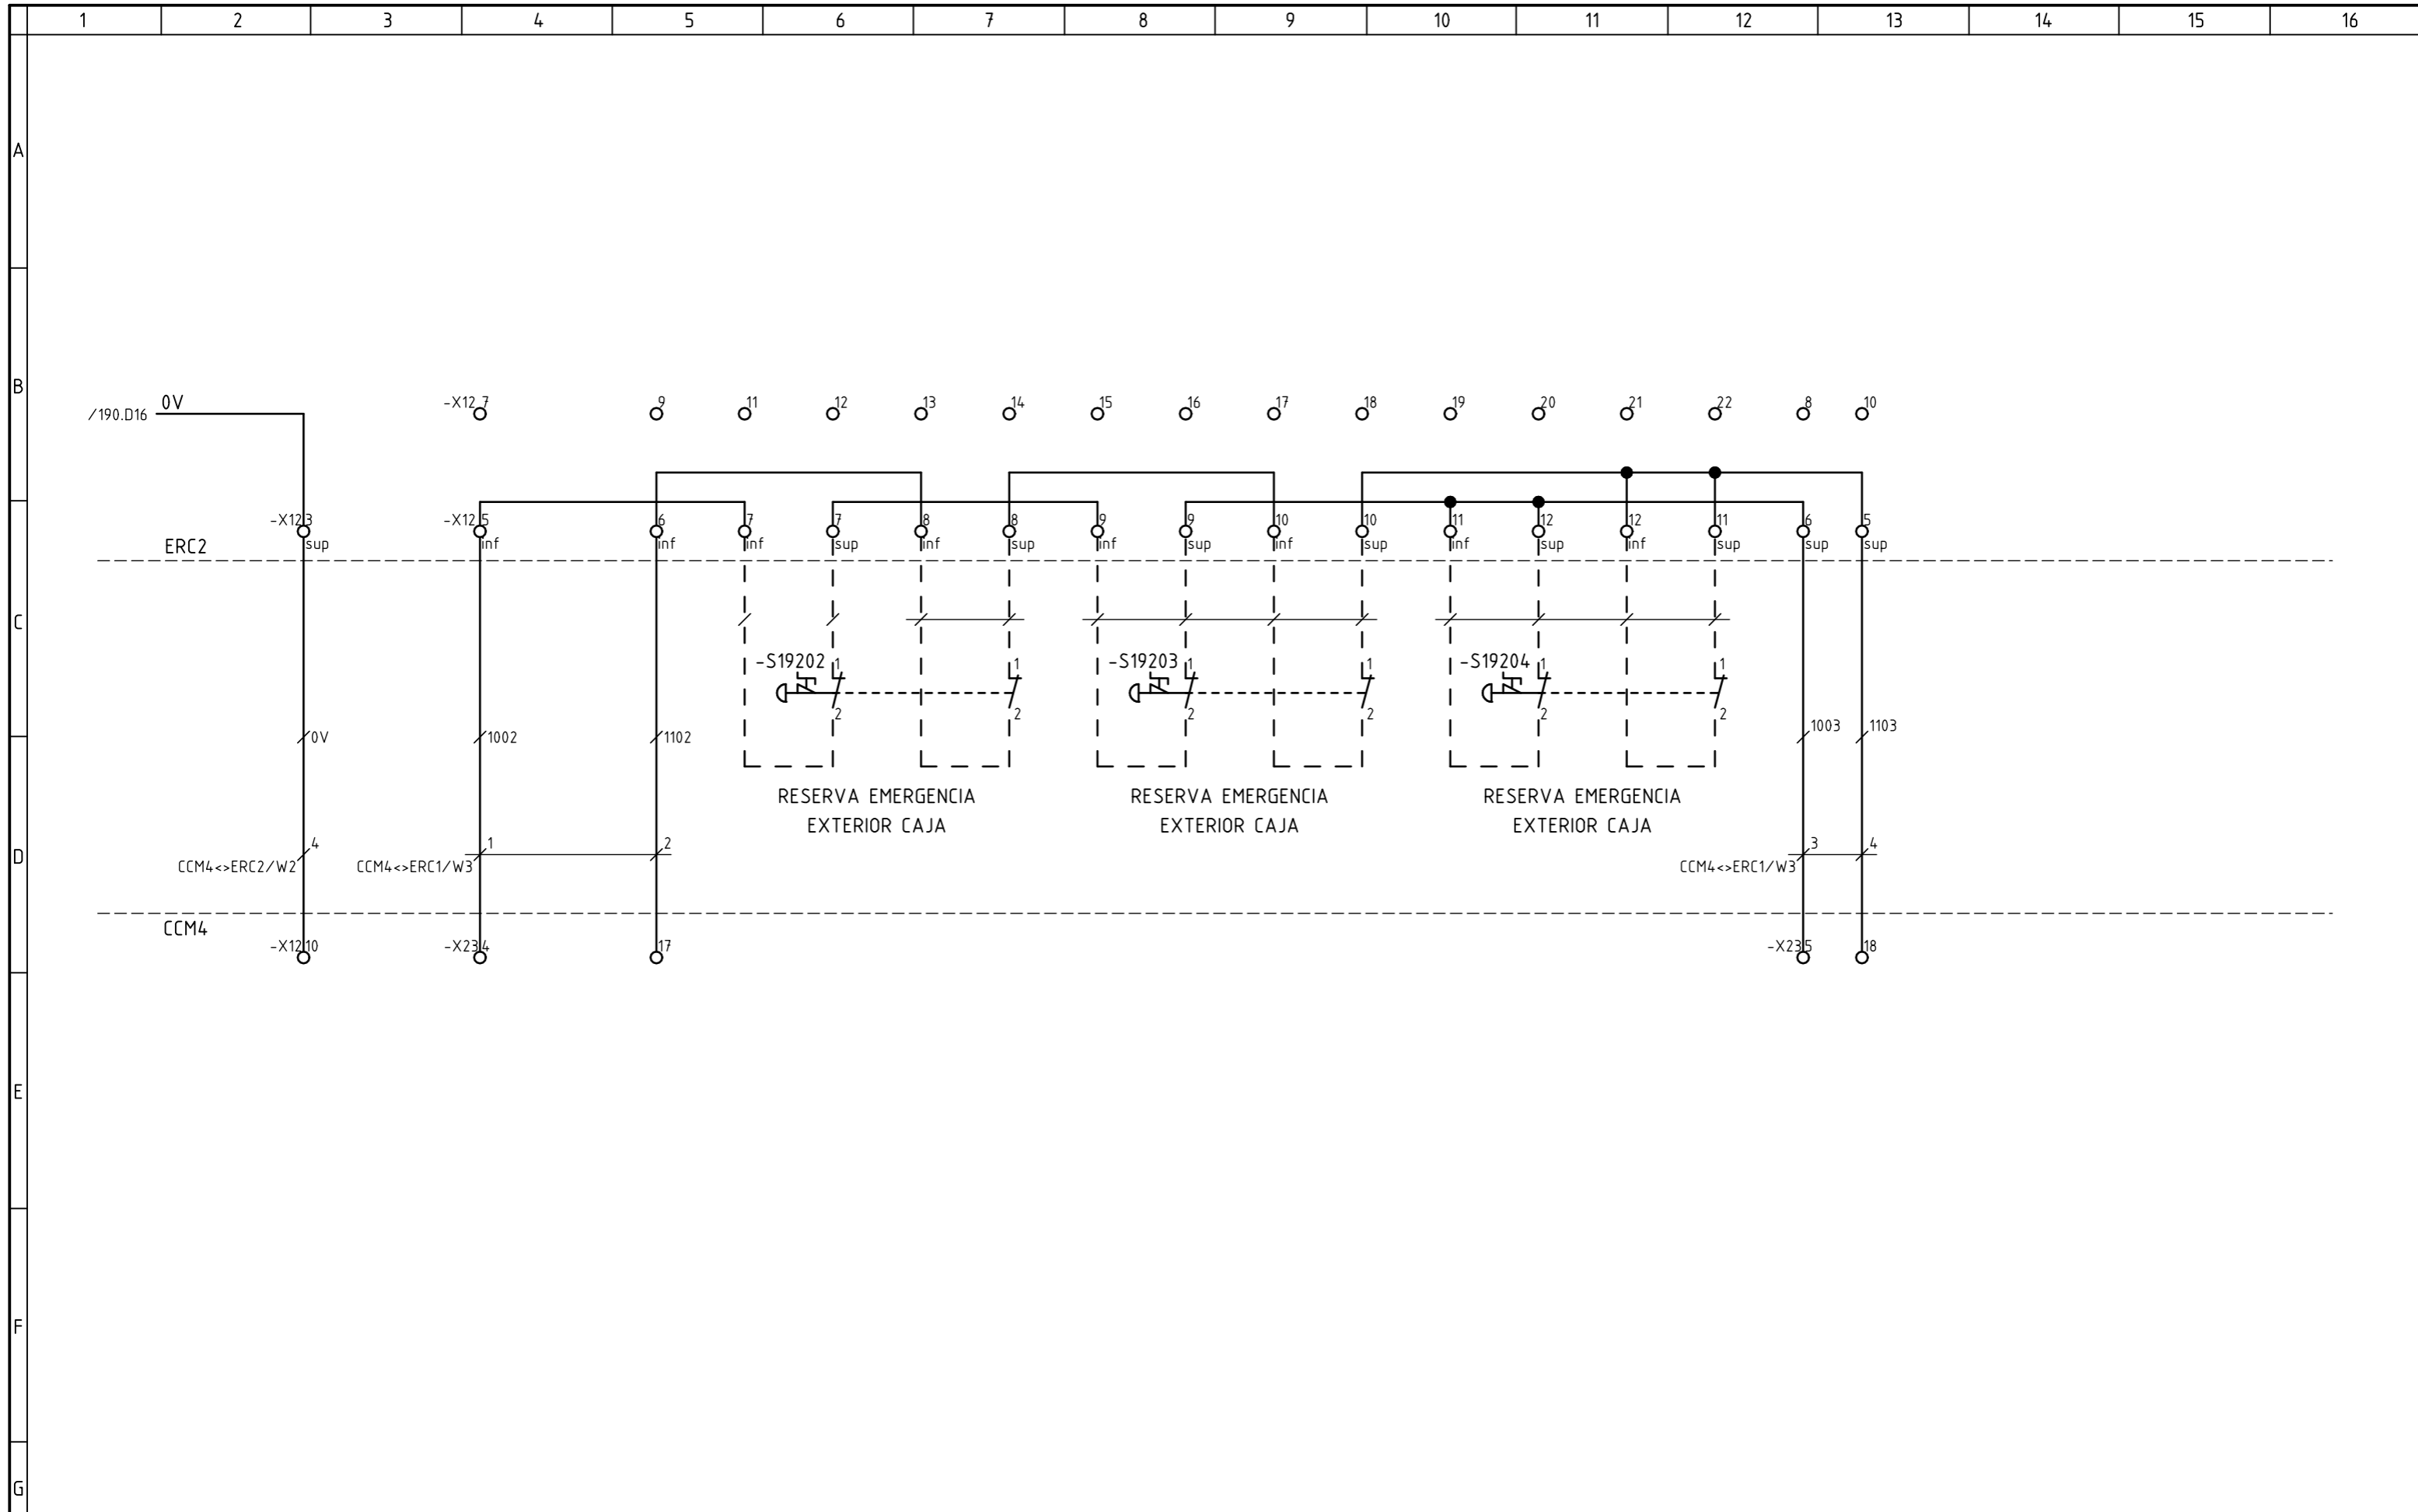 1 2 3 4 5 6 7 8 9 10 11 12 13 14 15 16
A
B
/190.D16 0V
-X12 7 9 11 12 13 14 15 16 17 18 19 20 21 22 8 10
-X12 3 -X12 5 6 7 7 8 8 9 9 10 10 11 12 12 11 6 5
sup inf inf inf sup inf sup inf sup inf sup inf sup inf sup sup sup
ERC2
C
-S19202 1 1 -S19203 1 1 -S19204 1 1
2 2 2 2 2 2
0V 1002 1102 1003 1103
RESERVA EMERGENCIA RESERVA EMERGENCIA RESERVA EMERGENCIA
EXTERIOR CAJA EXTERIOR CAJA EXTERIOR CAJA
4 1 2 3 4
D
CCM4<>ERC2/W2 CCM4<>ERC1/W3 CCM4<>ERC1/W3
CCM4
-X12 10 -X23 4 17 -X23 5 18
E
F
G